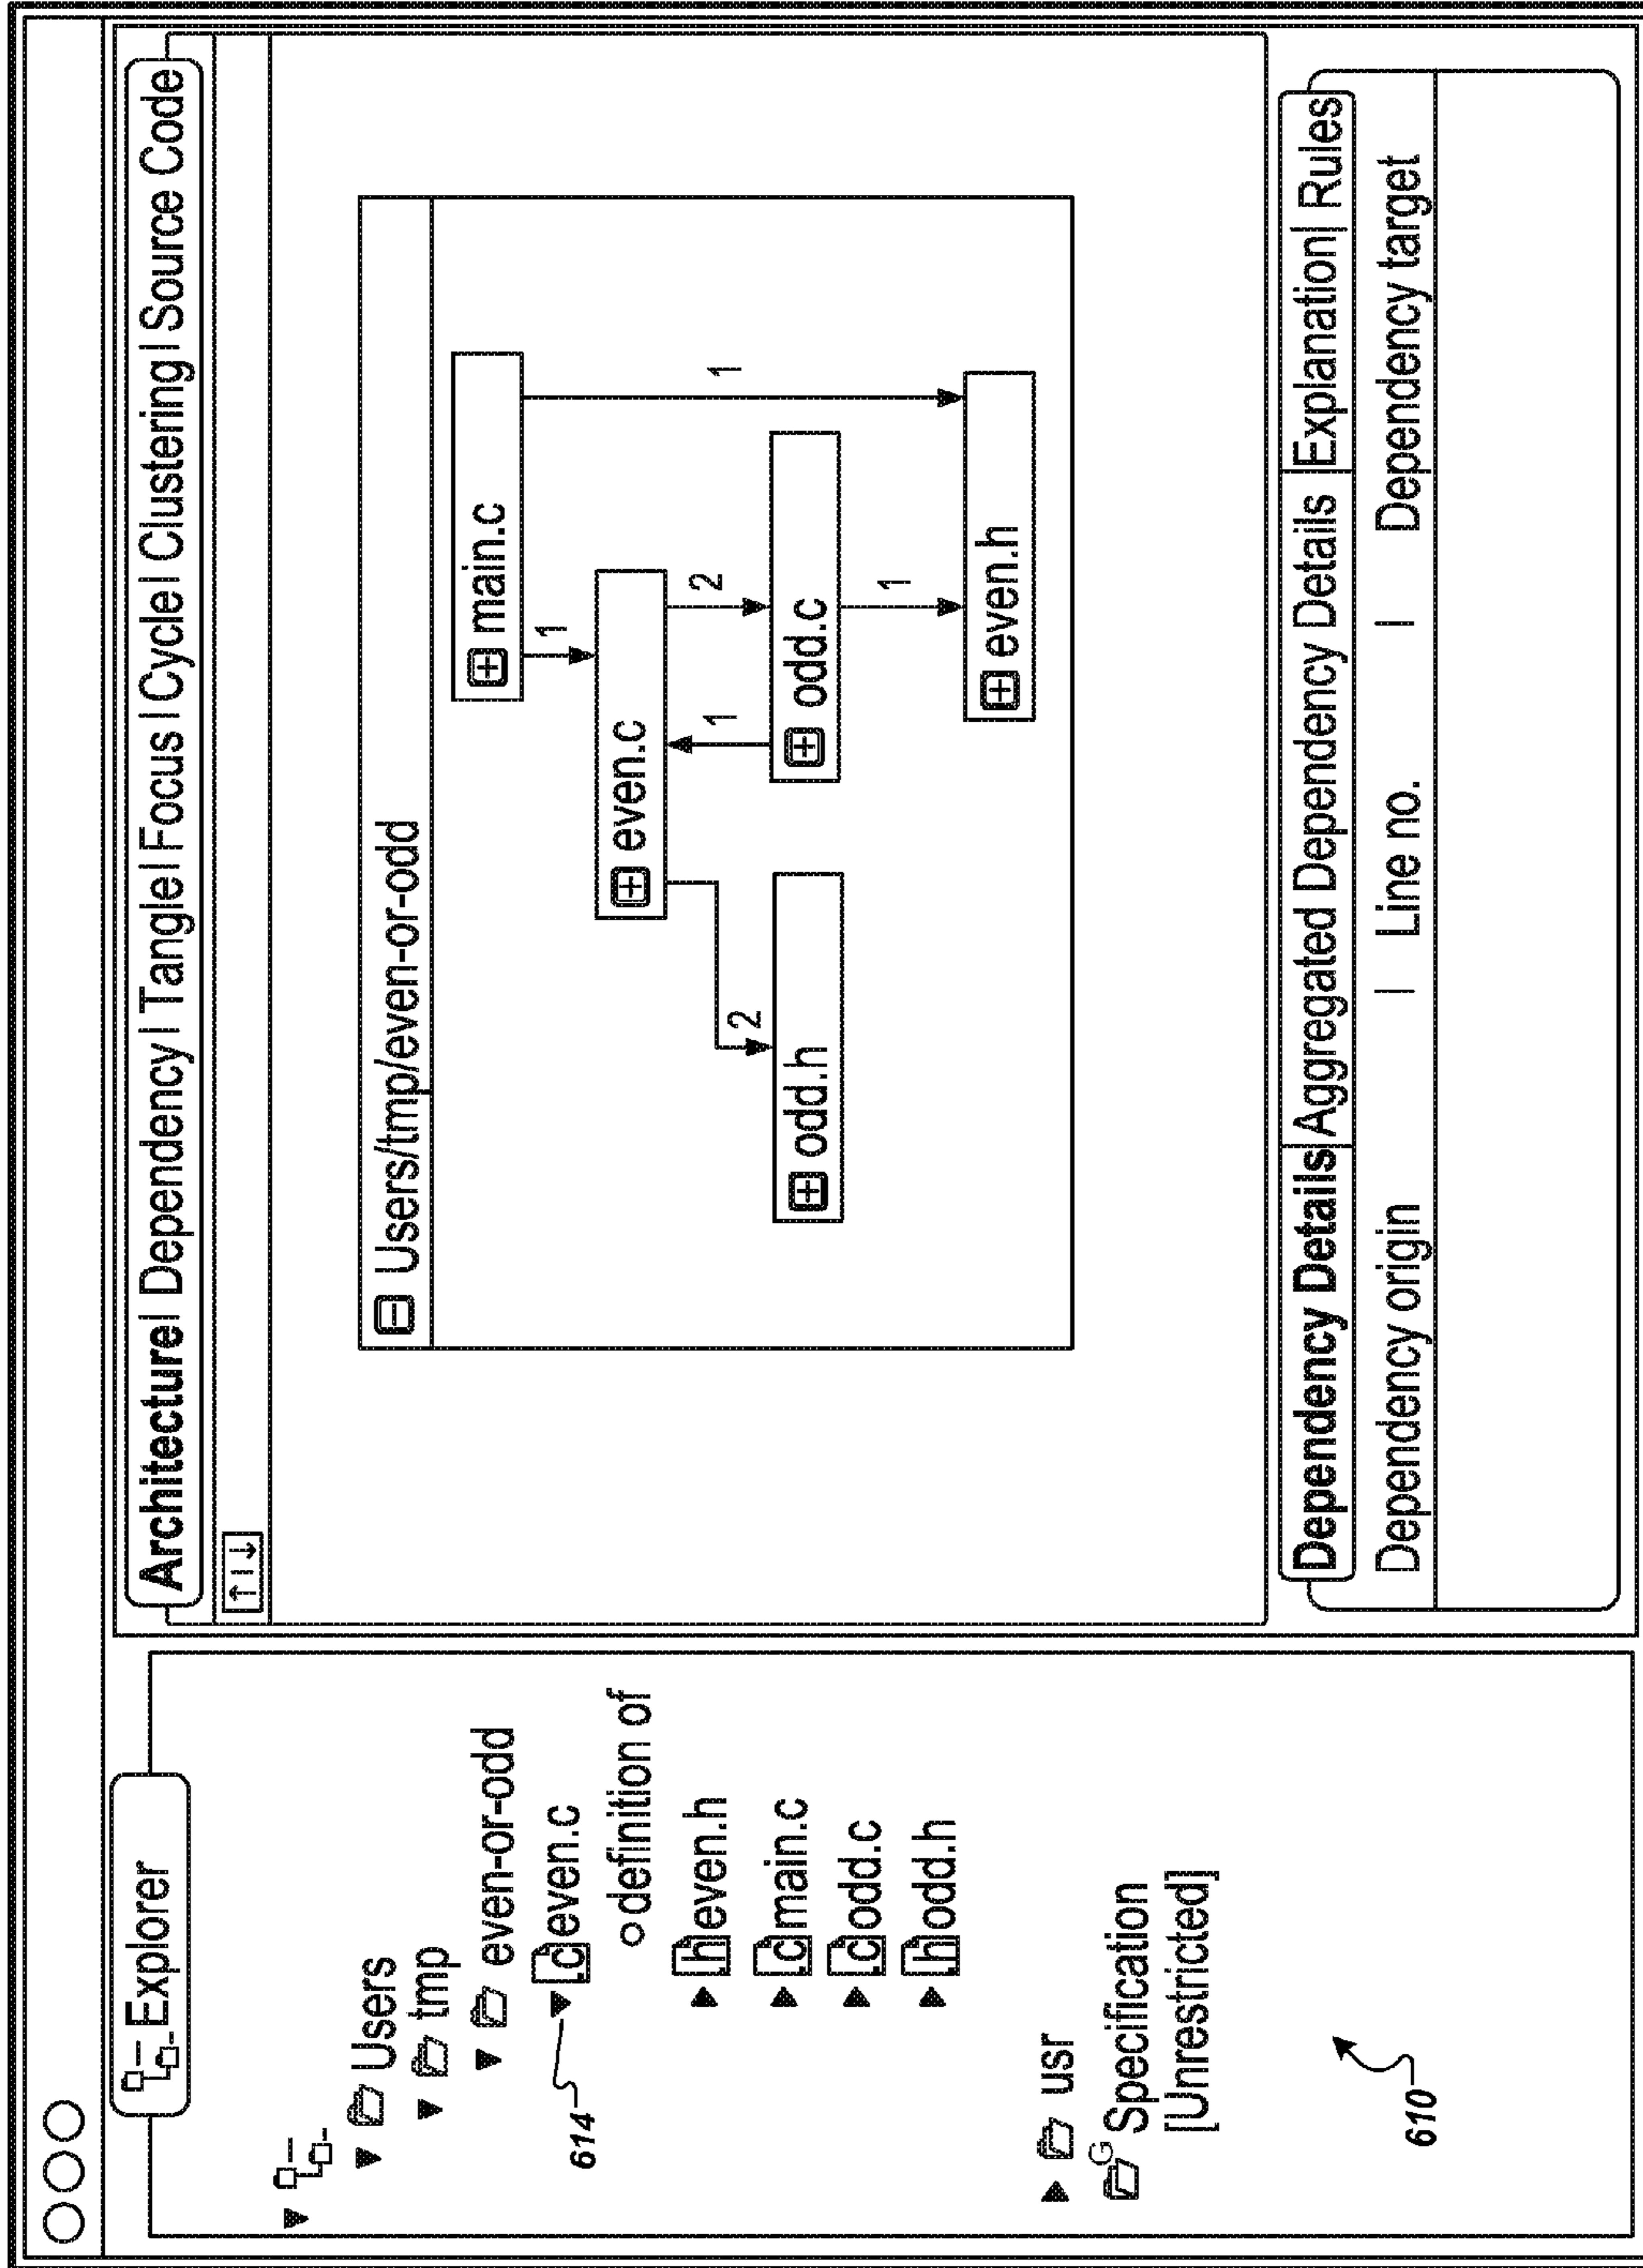 Explorer
Users
tmp
even-or-odd
.c even.c
definition of
.h even.h
.c main.c
.c odd.c
.h odd.h
usr
G Specification
[Unrestricted]
614
610
Architecture| Dependency| Tangle| Focus| Cycle| Clustering| Source Code
Users/tmp/even-or-odd
main.c
1
even.c
1
2
1
2
odd.h
odd.c
1
even.h
Dependency Details|Aggregated Dependency Details |Explanation| Rules
Dependency origin | Line no. | Dependency target